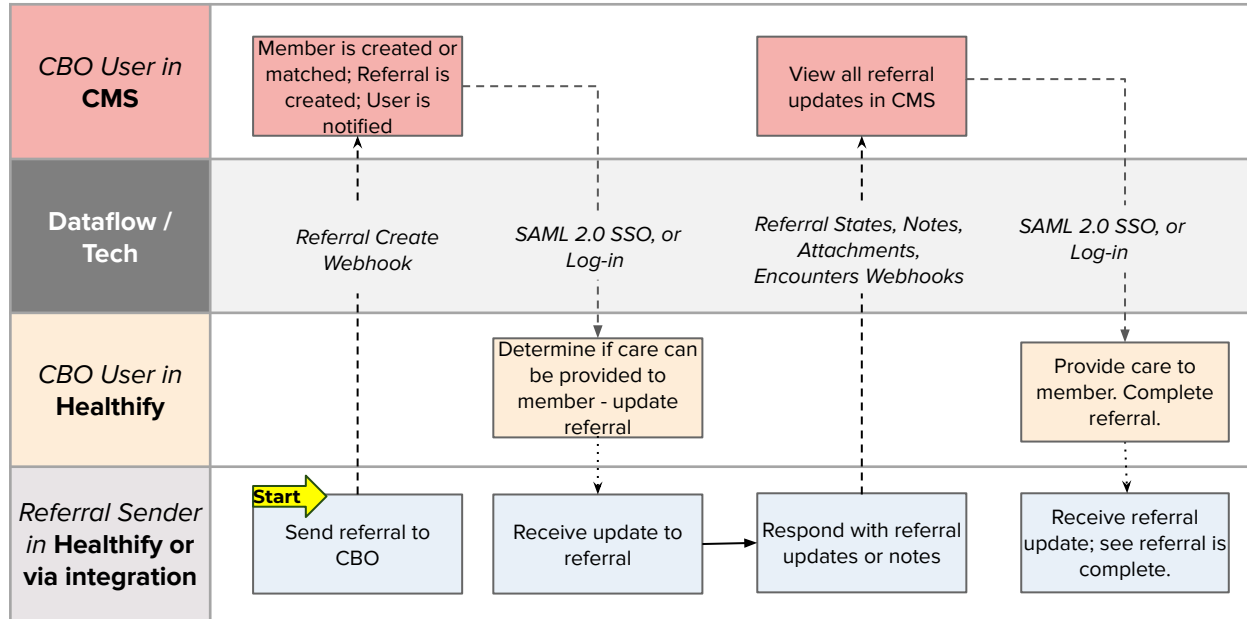 CBO User in
CMS
Member is created or
matched; Referral is
created; User is
notified
View all referral
updates in CMS
Dataflow /
Tech
Referral Create
Webhook
SAML 2.0 SSO, or
Log-in
Referral States, Notes,
Attachments,
Encounters Webhooks
SAML 2.0 SSO, or
Log-in
CBO User in
Healthify
Determine if care can
be provided to
member - update
referral
Provide care to
member. Complete
referral.
Referral Sender
in Healthify or
via integration
Start
Send referral to
CBO
Receive update to
referral
Respond with referral
updates or notes
Receive referral
update; see referral is
complete.